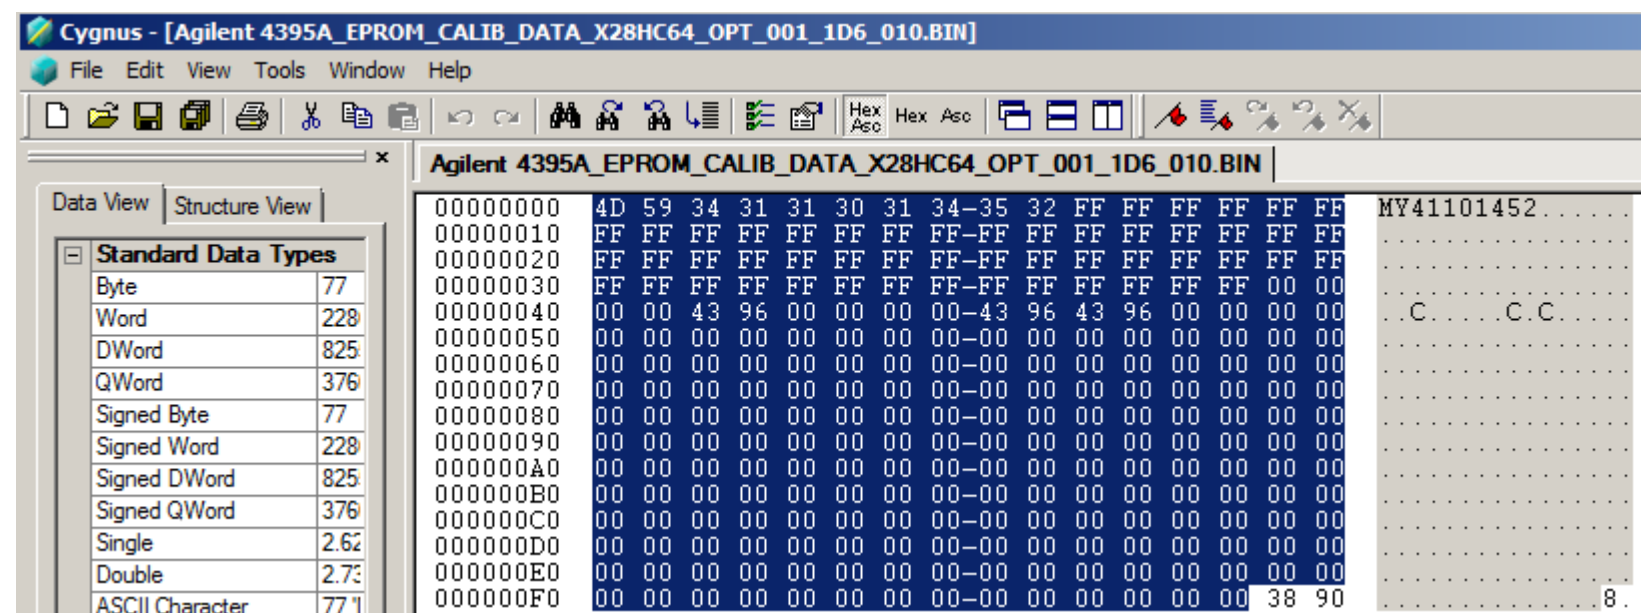 Cygnus - [Agilent 4395A_EPROM_CALIB_DATA_X28HC64_OPT_001_1D6_010.BIN]
File Edit View Tools Window Help
Hex Asc Hex Asc
Agilent 4395A_EPROM_CALIB_DATA_X28HC64_OPT_001_1D6_010.BIN
Data View Structure View
Standard Data Types
Byte 77
Word 228
DWord 825
QWord 376
Signed Byte 77
Signed Word 228
Signed DWord 825
Signed QWord 376
Single 2.62
Double 2.73
ASCII Character 77
00000000 4D 59 34 31 31 30 31 34-35 32 FF FF FF FF FF FF MY41101452......
00000010 FF FF FF FF FF FF FF FF-FF FF FF FF FF FF FF FF ................
00000020 FF FF FF FF FF FF FF FF-FF FF FF FF FF FF FF FF ................
00000030 FF FF FF FF FF FF FF FF-FF FF FF FF FF FF 00 00 ................
00000040 00 00 43 96 00 00 00 00-43 96 43 96 00 00 00 00 ..C.....C.C.....
00000050 00 00 00 00 00 00 00 00-00 00 00 00 00 00 00 00 ................
00000060 00 00 00 00 00 00 00 00-00 00 00 00 00 00 00 00 ................
00000070 00 00 00 00 00 00 00 00-00 00 00 00 00 00 00 00 ................
00000080 00 00 00 00 00 00 00 00-00 00 00 00 00 00 00 00 ................
00000090 00 00 00 00 00 00 00 00-00 00 00 00 00 00 00 00 ................
000000A0 00 00 00 00 00 00 00 00-00 00 00 00 00 00 00 00 ................
000000B0 00 00 00 00 00 00 00 00-00 00 00 00 00 00 00 00 ................
000000C0 00 00 00 00 00 00 00 00-00 00 00 00 00 00 00 00 ................
000000D0 00 00 00 00 00 00 00 00-00 00 00 00 00 00 00 00 ................
000000E0 00 00 00 00 00 00 00 00-00 00 00 00 00 00 00 00 ................
000000F0 00 00 00 00 00 00 00 00-00 00 00 00 00 00 38 90 ..............8.